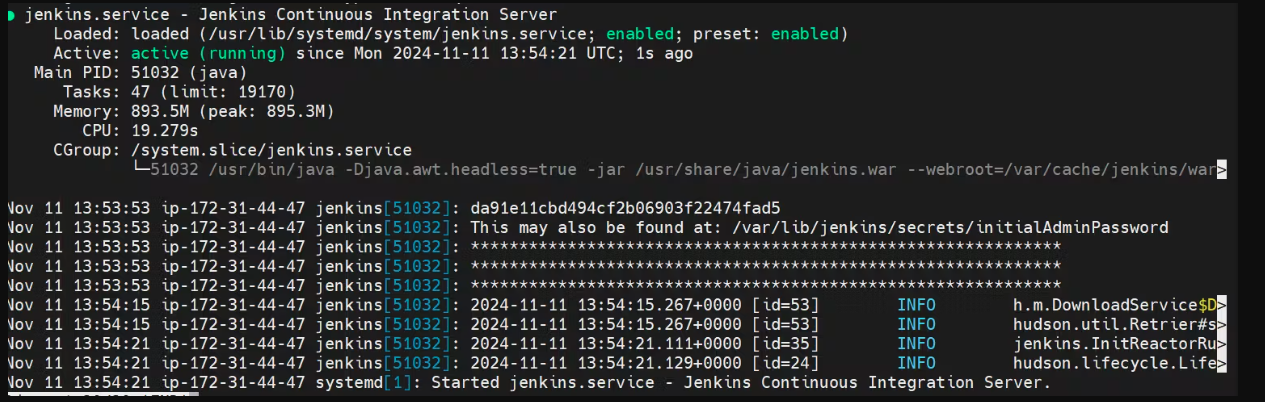 ● jenkins.service - Jenkins Continuous Integration Server
Loaded: loaded (/usr/lib/systemd/system/jenkins.service; enabled; preset: enabled)
Active: active (running) since Mon 2024-11-11 13:54:21 UTC; 1s ago
Main PID: 51032 (java)
Tasks: 47 (limit: 19170)
Memory: 893.5M (peak: 895.3M)
CPU: 19.279s
CGroup: /system.slice/jenkins.service
└─51032 /usr/bin/java -Djava.awt.headless=true -jar /usr/share/java/jenkins.war --webroot=/var/cache/jenkins/war>
Nov 11 13:53:53 ip-172-31-44-47 jenkins[51032]: da91e11cbd494cf2b06903f22474fad5
Nov 11 13:53:53 ip-172-31-44-47 jenkins[51032]: This may also be found at: /var/lib/jenkins/secrets/initialAdminPassword
Nov 11 13:53:53 ip-172-31-44-47 jenkins[51032]: *************************************************************
Nov 11 13:53:53 ip-172-31-44-47 jenkins[51032]: *************************************************************
Nov 11 13:53:53 ip-172-31-44-47 jenkins[51032]: *************************************************************
Nov 11 13:54:15 ip-172-31-44-47 jenkins[51032]: 2024-11-11 13:54:15.267+0000 [id=53] INFO h.m.DownloadService$D>
Nov 11 13:54:15 ip-172-31-44-47 jenkins[51032]: 2024-11-11 13:54:15.267+0000 [id=53] INFO hudson.util.Retrier#s>
Nov 11 13:54:21 ip-172-31-44-47 jenkins[51032]: 2024-11-11 13:54:21.111+0000 [id=35] INFO jenkins.InitReactorRu>
Nov 11 13:54:21 ip-172-31-44-47 jenkins[51032]: 2024-11-11 13:54:21.129+0000 [id=24] INFO hudson.lifecycle.Life>
Nov 11 13:54:21 ip-172-31-44-47 systemd[1]: Started jenkins.service - Jenkins Continuous Integration Server.